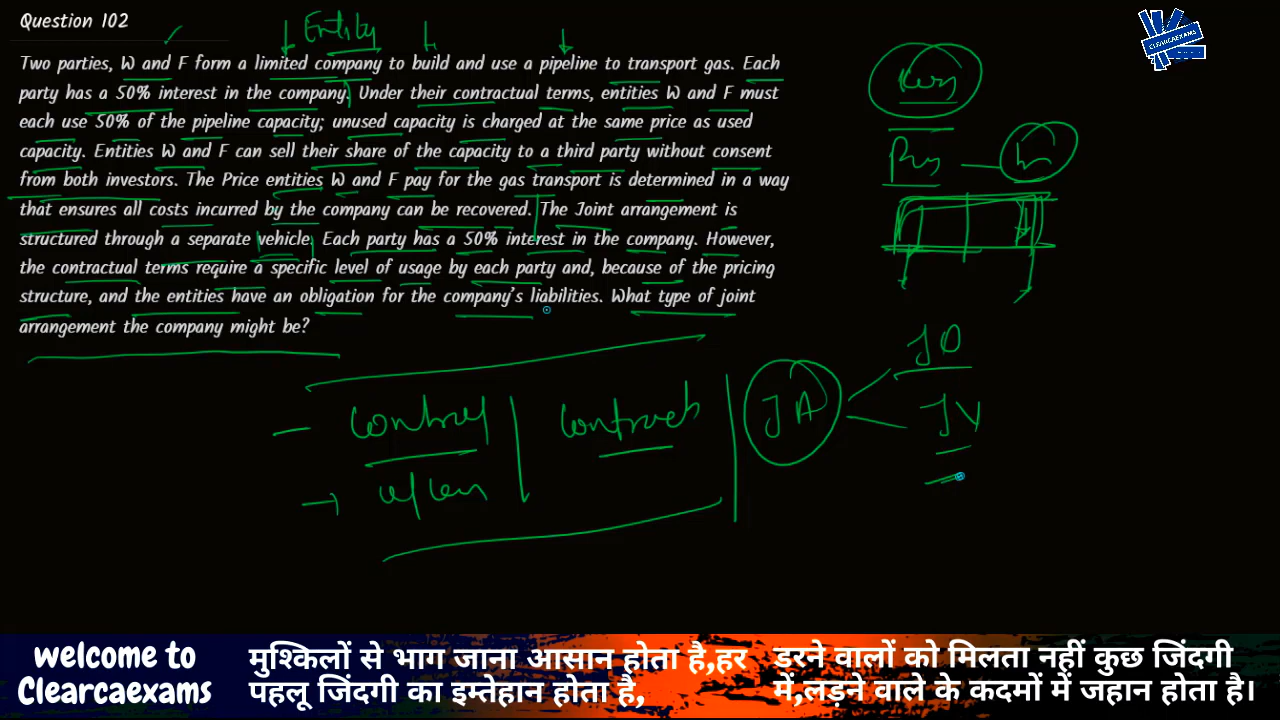 Question 102
Entity
Two parties, W and F form a limited company to build and use a pipeline to transport gas. Each
party has a 50% interest in the company. Under their contractual terms, entities W and F must
each use 50% of the pipeline capacity; unused capacity is charged at the same price as used
capacity. Entities W and F can sell their share of the capacity to a third party without consent
from both investors. The Price entities W and F pay for the gas transport is determined in a way
that ensures all costs incurred by the company can be recovered. The Joint arrangement is
structured through a separate vehicle. Each party has a 50% interest in the company. However,
the contractual terms require a specific level of usage by each party and, because of the pricing
structure, and the entities have an obligation for the company's liabilities. What type of joint
arrangement the company might be?
CLEARCAEXAMS
JO
JA
JV
welcome to
Clearcaexams
मुश्किलों से भाग जाना आसान होता है,हर
पहलू जिंदगी का इम्तेहान होता है,
डरने वालों को मिलता नहीं कुछ जिंदगी
में,लड़ने वाले के कदमों में जहान होता है।